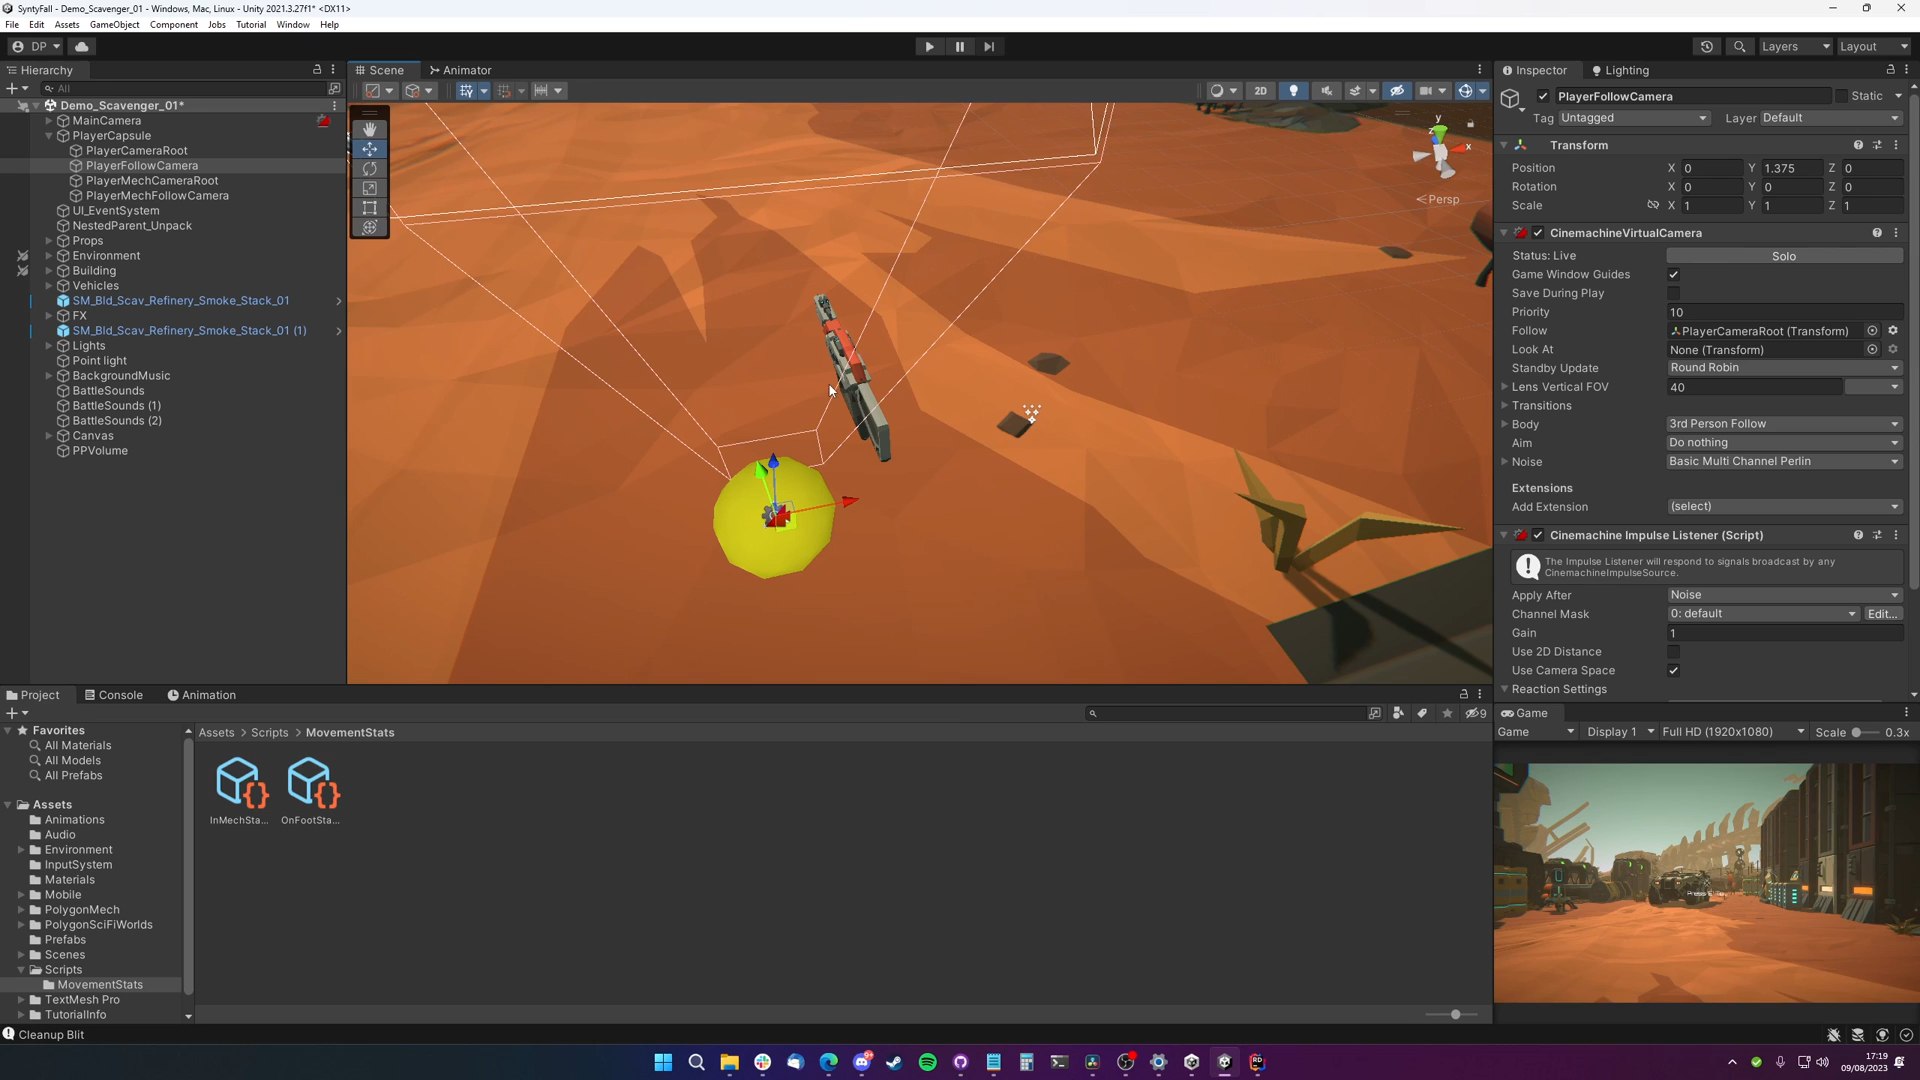 SyntyFall - Demo_Scavenger_01 - Windows, Mac, Linux - Unity 2021.3.27f1* <DX11>
File Edit Assets GameObject Component Jobs Tutorial Window Help
DP Layers Layout
Hierarchy
All
Demo_Scavenger_01*
MainCamera
PlayerCapsule
PlayerCameraRoot
PlayerFollowCamera
PlayerMechCameraRoot
PlayerMechFollowCamera
UI_EventSystem
NestedParent_Unpack
Props
Environment
Building
Vehicles
SM_Bld_Scav_Refinery_Smoke_Stack_01
FX
SM_Bld_Scav_Refinery_Smoke_Stack_01 (1)
Lights
Point light
BackgroundMusic
BattleSounds
BattleSounds (1)
BattleSounds (2)
Canvas
PPVolume
Scene Animator
2D
y
x
z
Persp
Inspector Lighting
PlayerFollowCamera Static
Tag Untagged Layer Default
Transform
Position X 0 Y 1.375 Z 0
Rotation X 0 Y 0 Z 0
Scale X 1 Y 1 Z 1
CinemachineVirtualCamera
Status: Live Solo
Game Window Guides
Save During Play
Priority 10
Follow PlayerCameraRoot (Transform)
Look At None (Transform)
Standby Update Round Robin
Lens Vertical FOV 40
Transitions
Body 3rd Person Follow
Aim Do nothing
Noise Basic Multi Channel Perlin
Extensions
Add Extension (select)
Cinemachine Impulse Listener (Script)
The Impulse Listener will respond to signals broadcast by any
CinemachineImpulseSource.
Apply After Noise
Channel Mask 0: default Edit...
Gain 1
Use 2D Distance
Use Camera Space
Reaction Settings
Game
Game Display 1 Full HD (1920x1080) Scale 0.3x
Project Console Animation
9
Favorites
All Materials
All Models
All Prefabs
Assets
Animations
Audio
Environment
InputSystem
Materials
Mobile
PolygonMech
PolygonSciFiWorlds
Prefabs
Scenes
Scripts
MovementStats
TextMesh Pro
TutorialInfo
Assets > Scripts > MovementStats
InMechSta... OnFootSta...
Cleanup Blit
17:19
09/08/2023